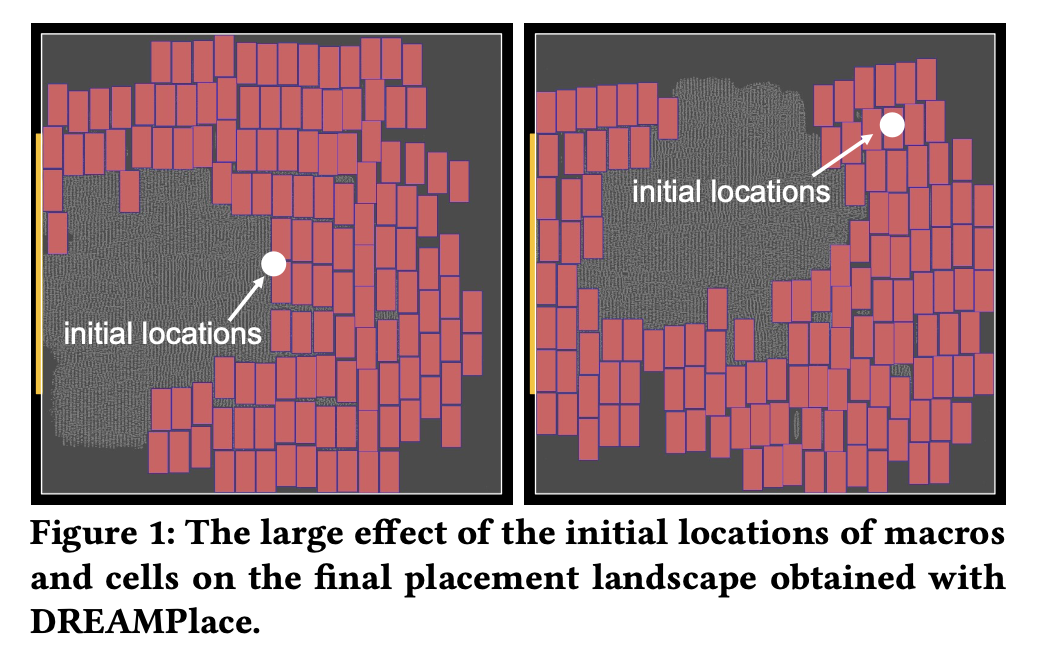 initial locations
initial locations
Figure 1: The large effect of the initial locations of macros
and cells on the final placement landscape obtained with
DREAMPlace.